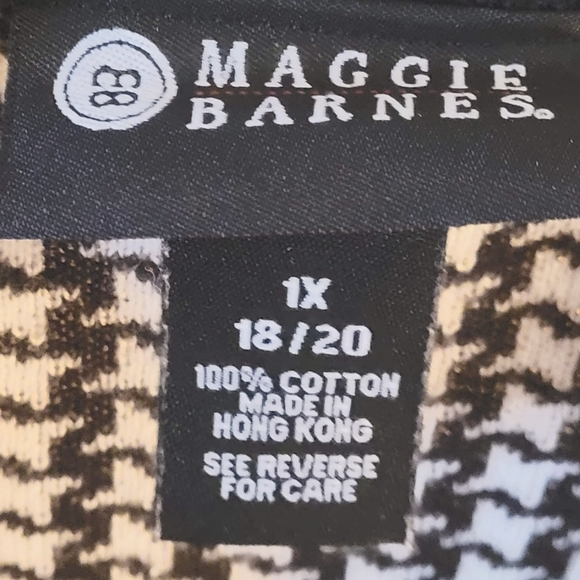 MAGGIE
BARNES®
1X
18/20
100% COTTON
MADE IN
HONG KONG
SEE REVERSE
FOR CARE